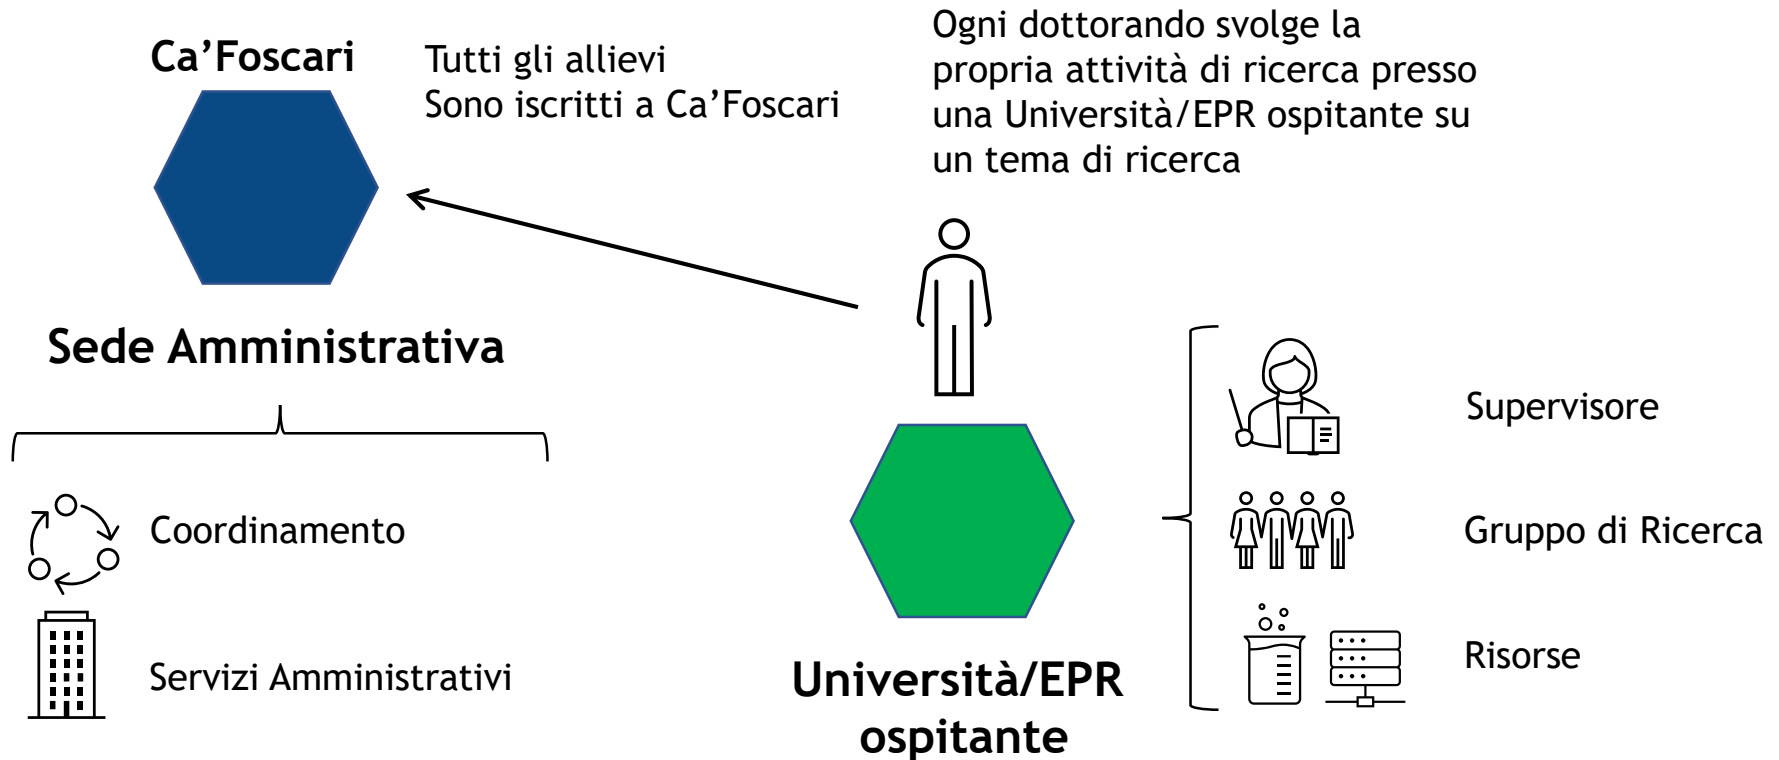 Ca'Foscari
Tutti gli allievi
Sono iscritti a Ca'Foscari
Ogni dottorando svolge la
propria attività di ricerca presso
una Università/EPR ospitante su
un tema di ricerca
Sede Amministrativa
Coordinamento
Servizi Amministrativi
Università/EPR
ospitante
Supervisore
Gruppo di Ricerca
Risorse